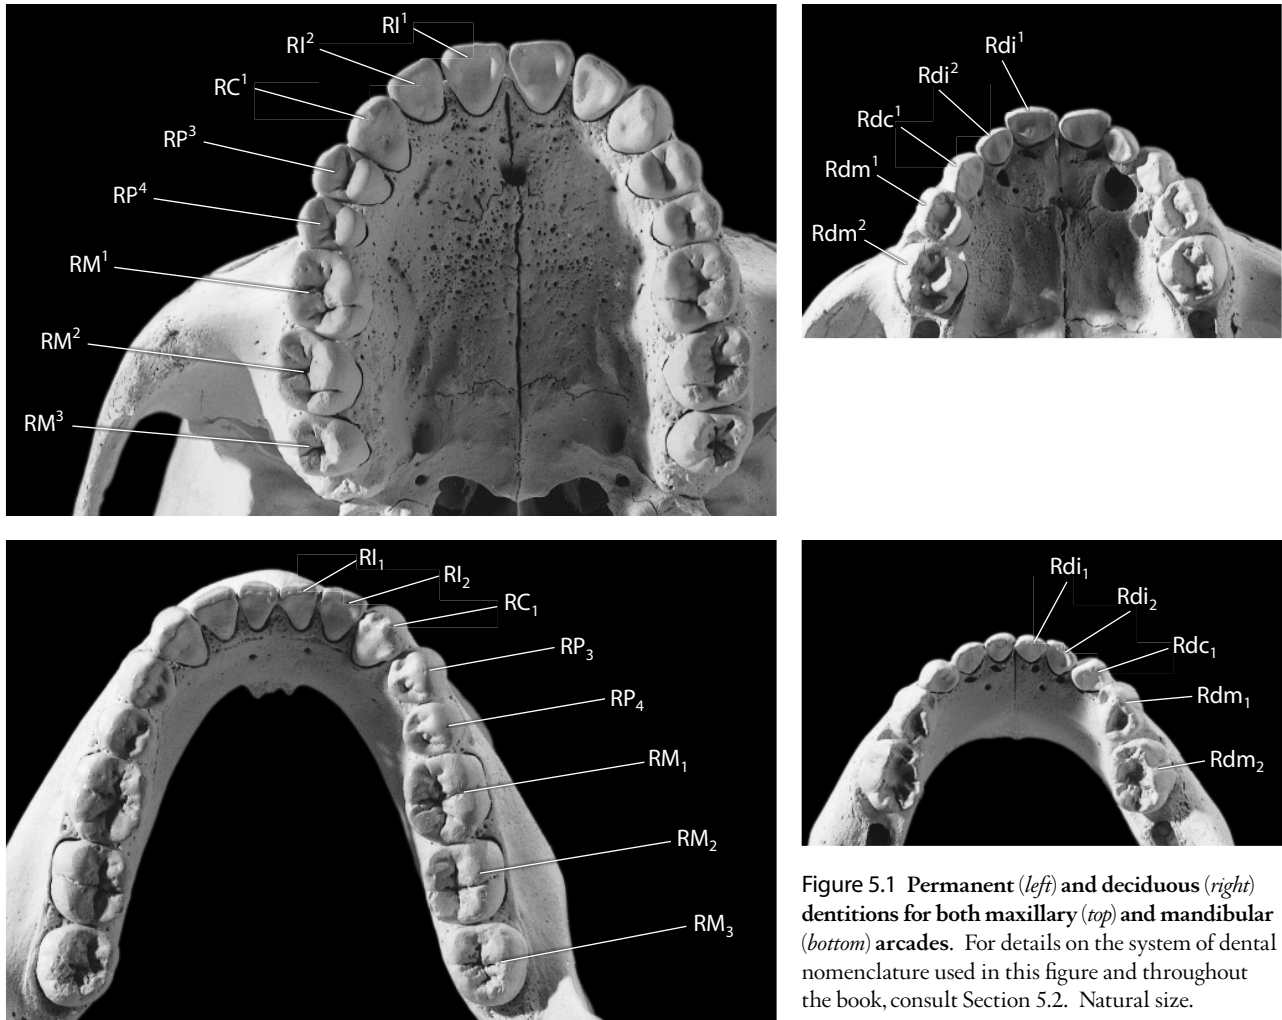 RI¹
RI²
RC¹
RP³
RP⁴
RM¹
RM²
RM³
Rdi¹
Rdi²
Rdc¹
Rdm¹
Rdm²
RI₁
RI₂
RC₁
RP₃
RP₄
RM₁
RM₂
RM₃
Rdi₁
Rdi₂
Rdc₁
Rdm₁
Rdm₂
Figure 5.1 Permanent (left) and deciduous (right)
dentitions for both maxillary (top) and mandibular
(bottom) arcades. For details on the system of dental
nomenclature used in this figure and throughout
the book, consult Section 5.2. Natural size.